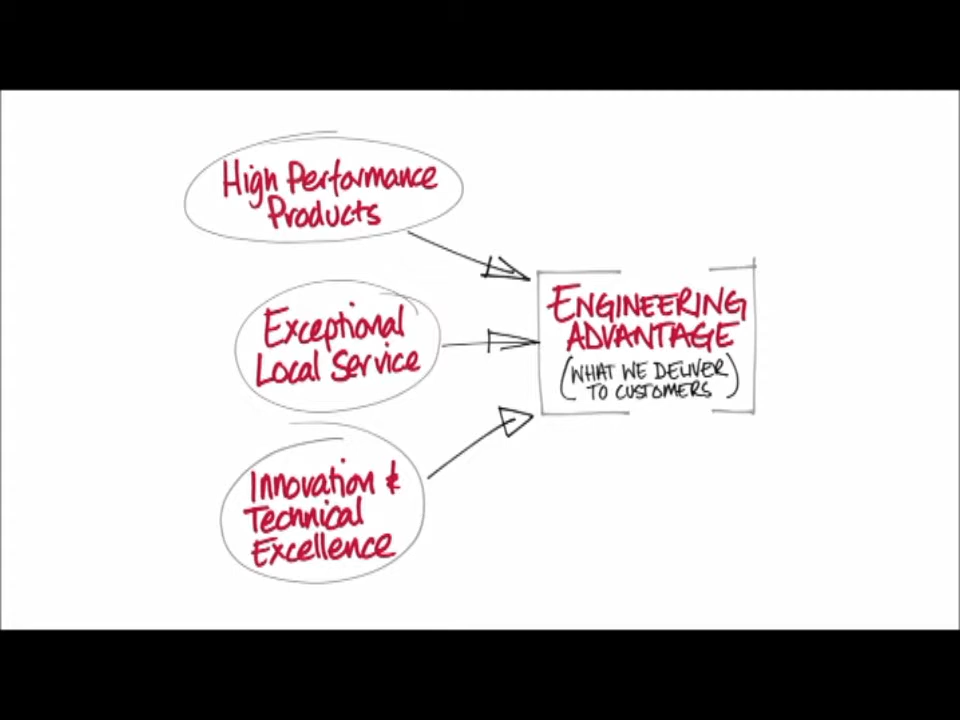 High Performance
Products
Exceptional
Local Service
Innovation &
Technical
Excellence
ENGINEERING
ADVANTAGE
(WHAT WE DELIVER
TO CUSTOMERS)